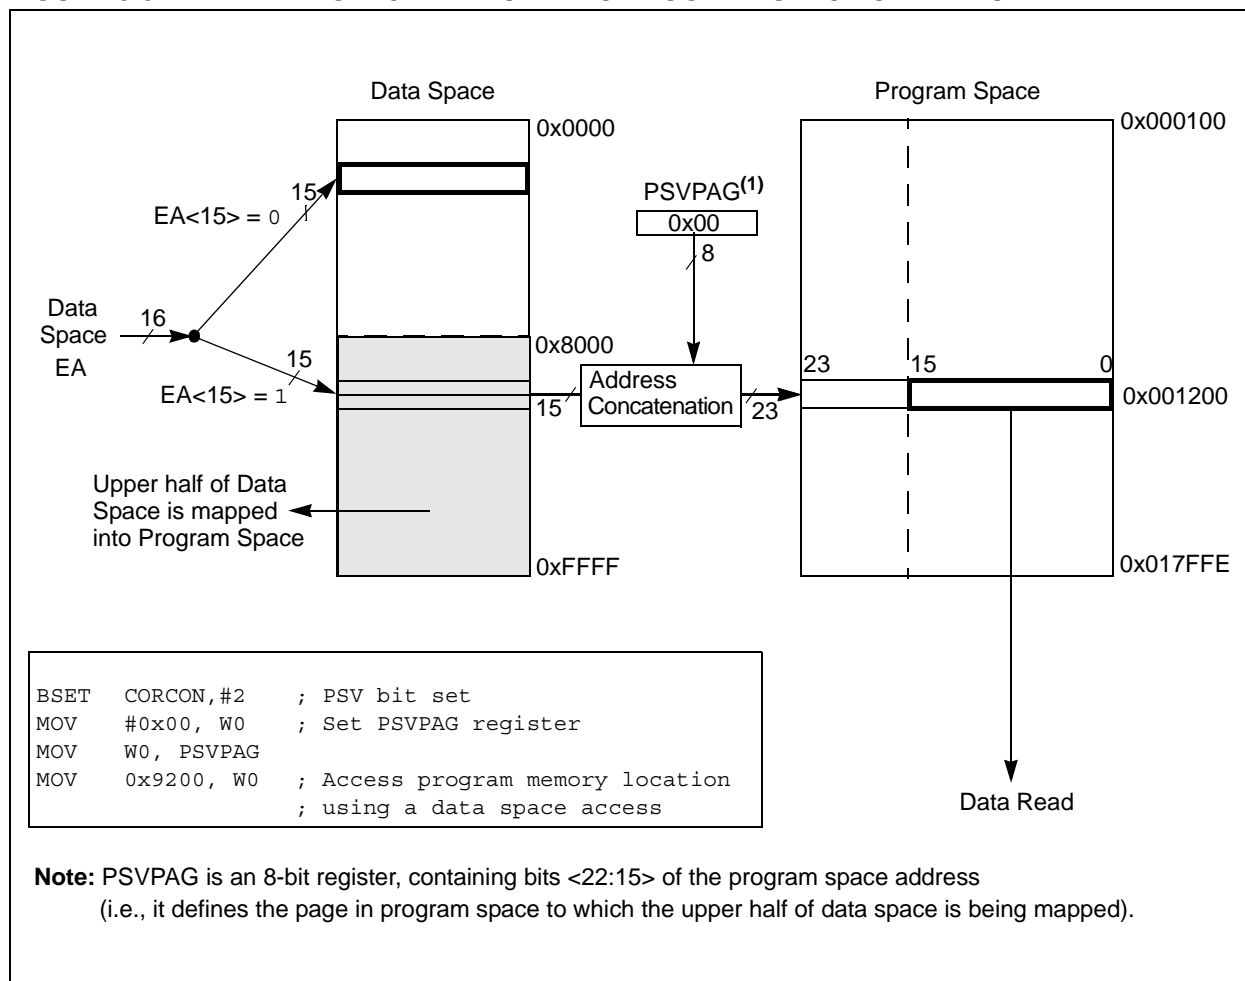 Data Space
Program Space
0x0000
0x000100
15
PSVPAG(1)
EA<15> = 0
0x00
8
Data
Space
EA
16
0x8000
15
23
15
0
EA<15> = 1
Address
Concatenation
15
23
0x001200
Upper half of Data
Space is mapped
into Program Space
0xFFFF
0x017FFE
BSET CORCON,#2 ; PSV bit set
MOV #0x00, W0 ; Set PSVPAG register
MOV W0, PSVPAG
MOV 0x9200, W0 ; Access program memory location
; using a data space access
Data Read
Note: PSVPAG is an 8-bit register, containing bits <22:15> of the program space address
(i.e., it defines the page in program space to which the upper half of data space is being mapped).